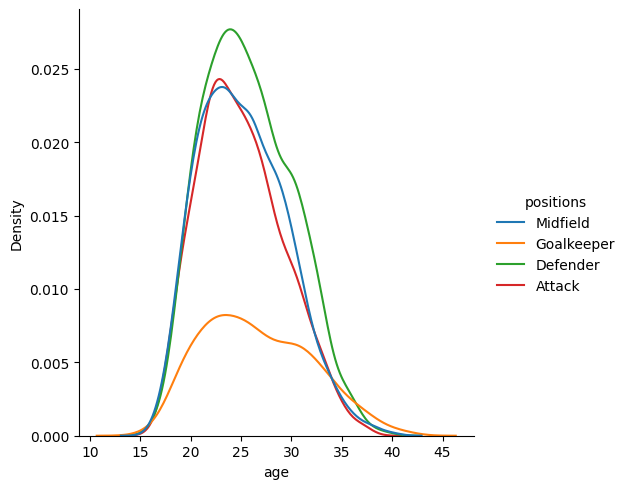 0.025
0.020
0.015
0.010
0.005
0.000
Density
10 15 20 25 30 35 40 45
age
positions
Midfield
Goalkeeper
Defender
Attack